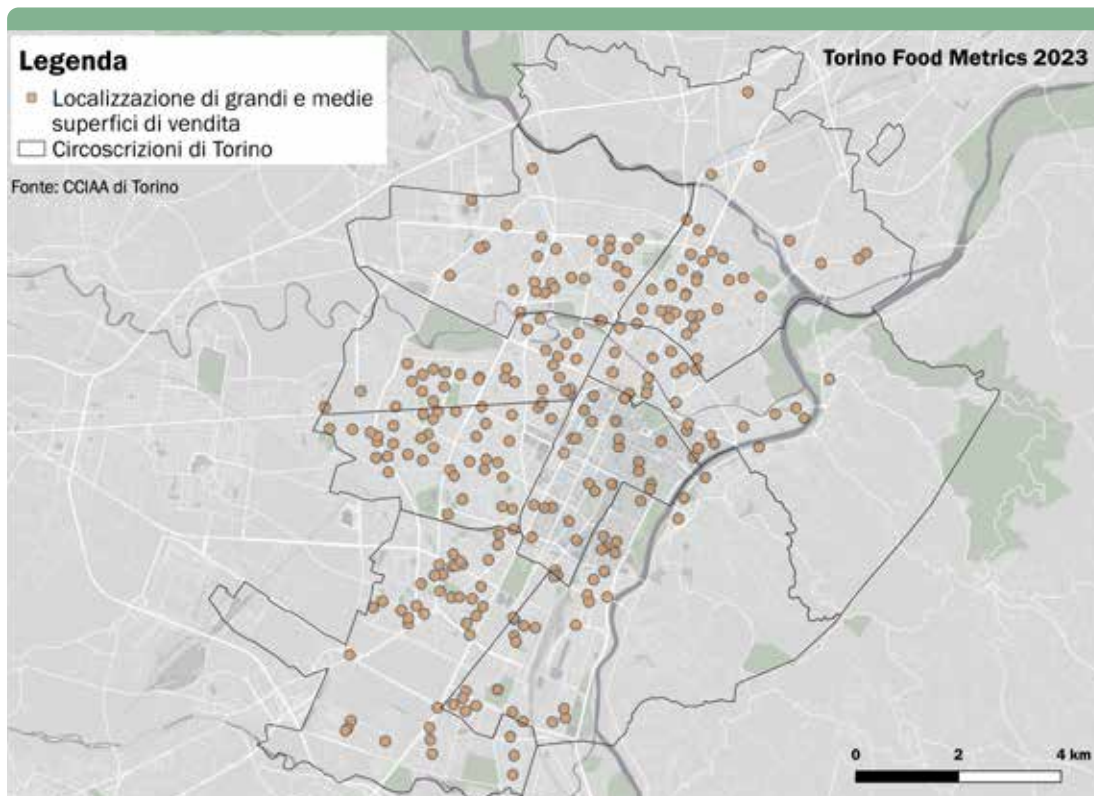 Legenda
Localizzazione di grandi e medie
superfici di vendita
Circoscrizioni di Torino
Fonte: CCIAA di Torino
Torino Food Metrics 2023
0 2 4 km